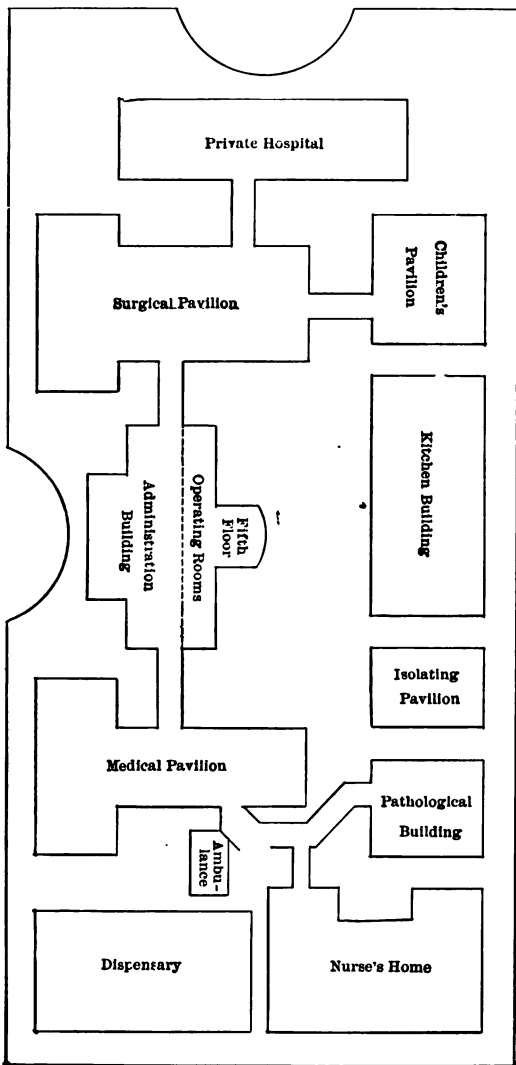 Private Hospital
Children's
Pavilion
Surgical Pavilion
Kitchen Building
Operating Rooms
Fifth
Floor
Administration
Building
Isolating
Pavilion
Medical Pavilion
Pathological
Building
Ambu-
lance
Dispensary
Nurse's Home